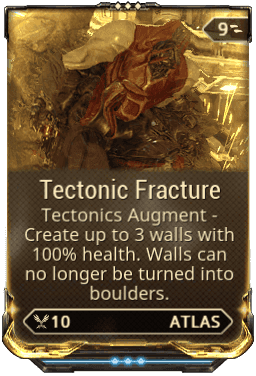 9
Tectonic Fracture
Tectonics Augment -
Create up to 3 walls with
100% health. Walls can
no longer be turned into
boulders.
10 ATLAS